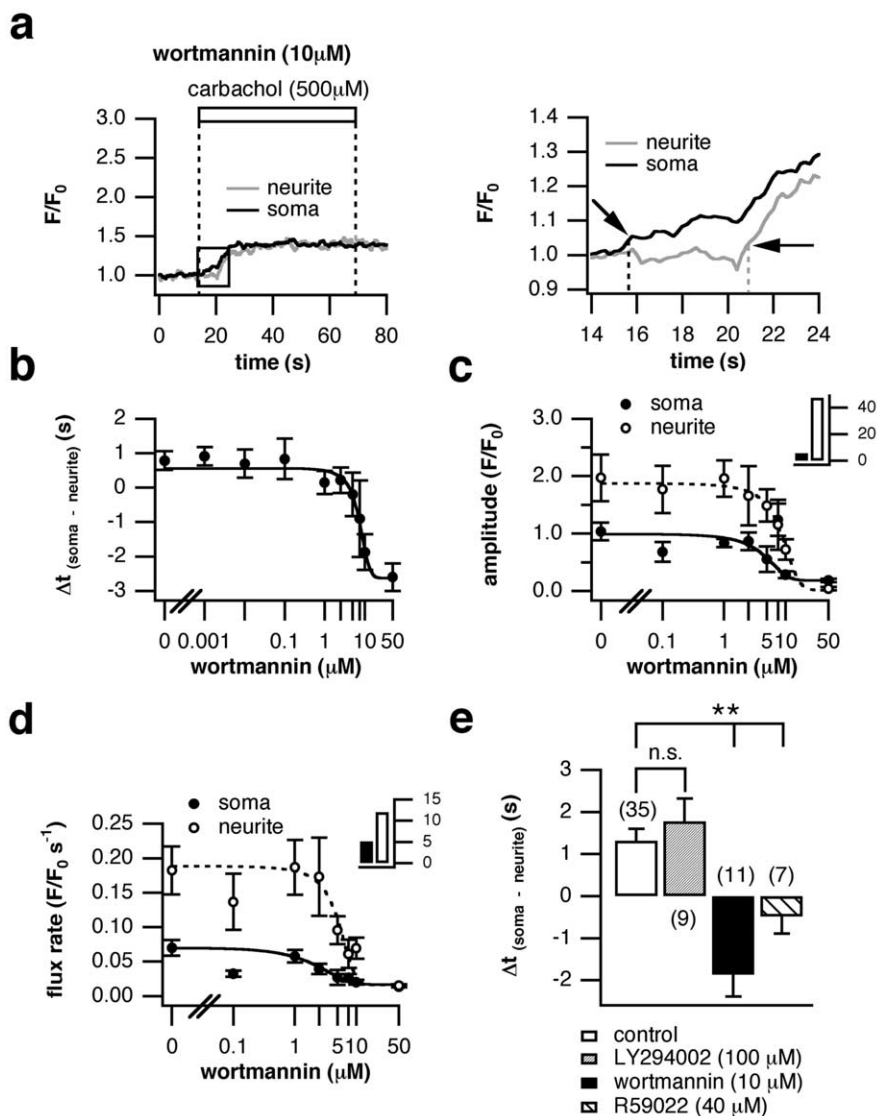 a
wortmannin (10µM)
carbachol (500µM)
3.0
2.5
2.0
1.5
1.0
F/F0
neurite
soma
0 20 40 60 80
time (s)
1.4
1.3
1.2
1.1
1.0
0.9
F/F0
neurite
soma
14 16 18 20 22 24
time (s)
b
2
1
0
-1
-2
-3
Δt (soma - neurite) (s)
0 0.001 0.1 1 10 50
wortmannin (µM)
c
soma
neurite
40
20
0
2.0
1.0
0.0
amplitude (F/F0)
0 0.1 1 5 10 50
wortmannin (µM)
d
soma
neurite
15
10
5
0
0.25
0.20
0.15
0.10
0.05
0.00
flux rate (F/F0 s-1)
0 0.1 1 5 10 50
wortmannin (µM)
e
**
n.s.
3
2
1
0
-1
-2
Δt (soma - neurite) (s)
(35)
(9)
(11)
(7)
control
LY294002 (100 µM)
wortmannin (10 µM)
R59022 (40 µM)